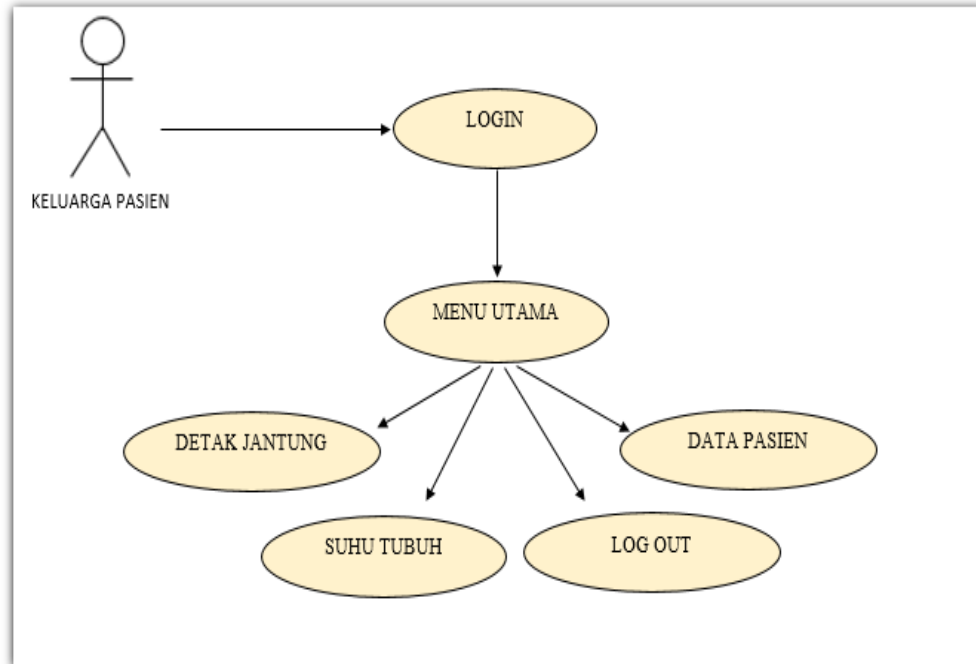 LOGIN
KELUARGA PASIEN
MENU UTAMA
DETAK JANTUNG
DATA PASIEN
SUHU TUBUH
LOG OUT